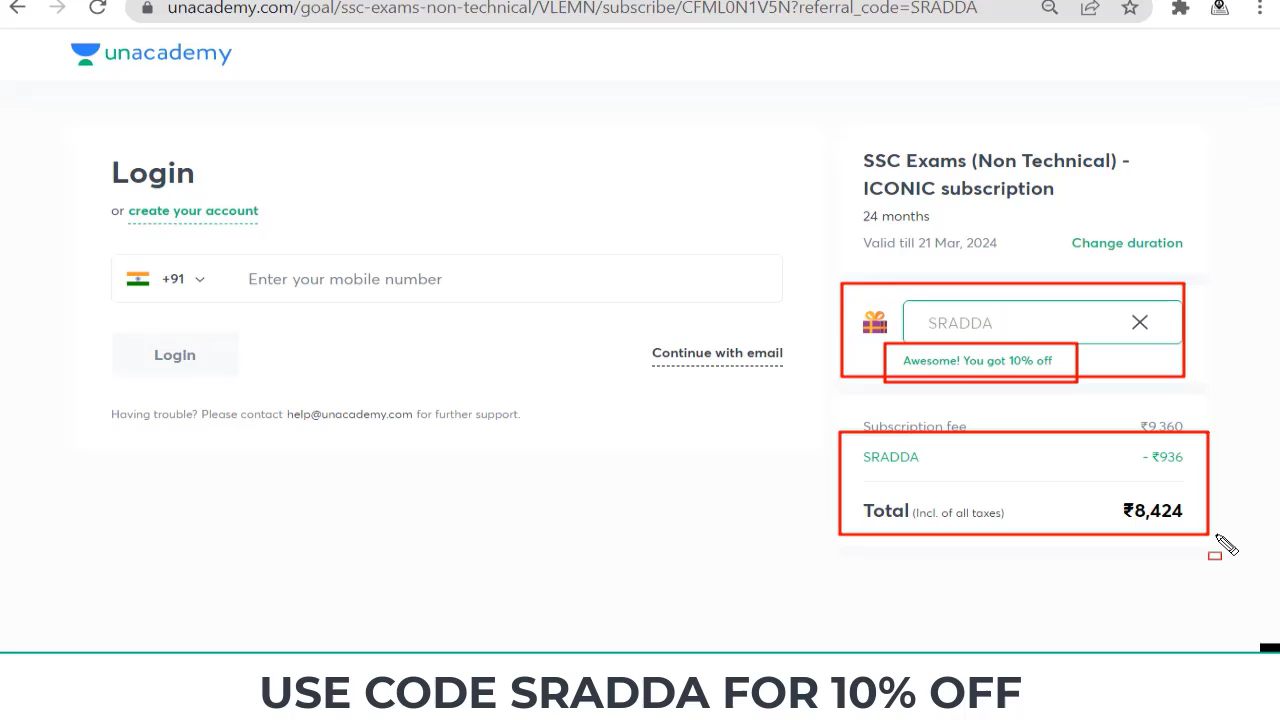 unacademy.com/goal/ssc-exams-non-technical/VLEMN/subscribe/CFML0N1V5N?referral_code=SRADDA
unacademy
Login
or create your account
+91 Enter your mobile number
Login
Continue with email
Having trouble? Please contact help@unacademy.com for further support.
SSC Exams (Non Technical) -
ICONIC subscription
24 months
Valid till 21 Mar, 2024 Change duration
SRADDA
Awesome! You got 10% off
Subscription fee ₹9,360
SRADDA - ₹936
Total (Incl. of all taxes) ₹8,424
USE CODE SRADDA FOR 10% OFF